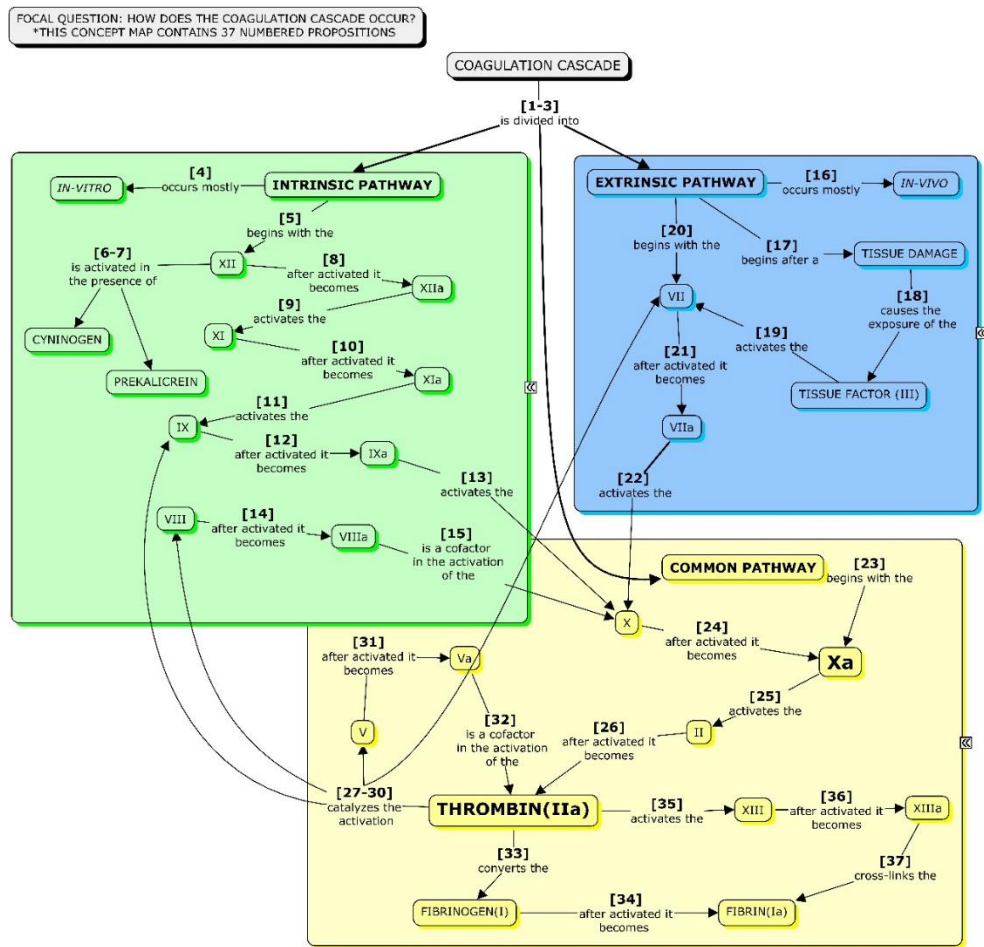 FOCAL QUESTION: HOW DOES THE COAGULATION CASCADE OCCUR?
*THIS CONCEPT MAP CONTAINS 37 NUMBERED PROPOSITIONS
COAGULATION CASCADE
[1-3]
is divided into
INTRINSIC PATHWAY
[4]
occurs mostly
IN-VITRO
[5]
begins with the
XII
[6-7]
is activated in
the presence of
CYNINOGEN
PREKALICREIN
[8]
after activated it
becomes
XIIa
[9]
activates the
XI
[10]
after activated it
becomes
XIa
[11]
activates the
IX
[12]
after activated it
becomes
IXa
[13]
activates the
VIII
[14]
after activated it
becomes
VIIIa
[15]
is a cofactor
in the activation
of the
EXTRINSIC PATHWAY
[16]
occurs mostly
IN-VIVO
[17]
begins after a
TISSUE DAMAGE
[18]
causes the
exposure of the
TISSUE FACTOR (III)
[19]
activates the
[20]
begins with the
VII
[21]
after activated it
becomes
VIIa
[22]
activates the
COMMON PATHWAY
[23]
begins with the
X
[24]
after activated it
becomes
Xa
[25]
activates the
II
[26]
after activated it
becomes
THROMBIN(IIa)
[27-30]
catalyzes the
activation
V
[31]
after activated it
becomes
Va
[32]
is a cofactor
in the activation
of the
[33]
converts the
FIBRINOGEN(I)
[34]
after activated it
becomes
FIBRIN(Ia)
[35]
activates the
XIII
[36]
after activated it
becomes
XIIIa
[37]
cross-links the